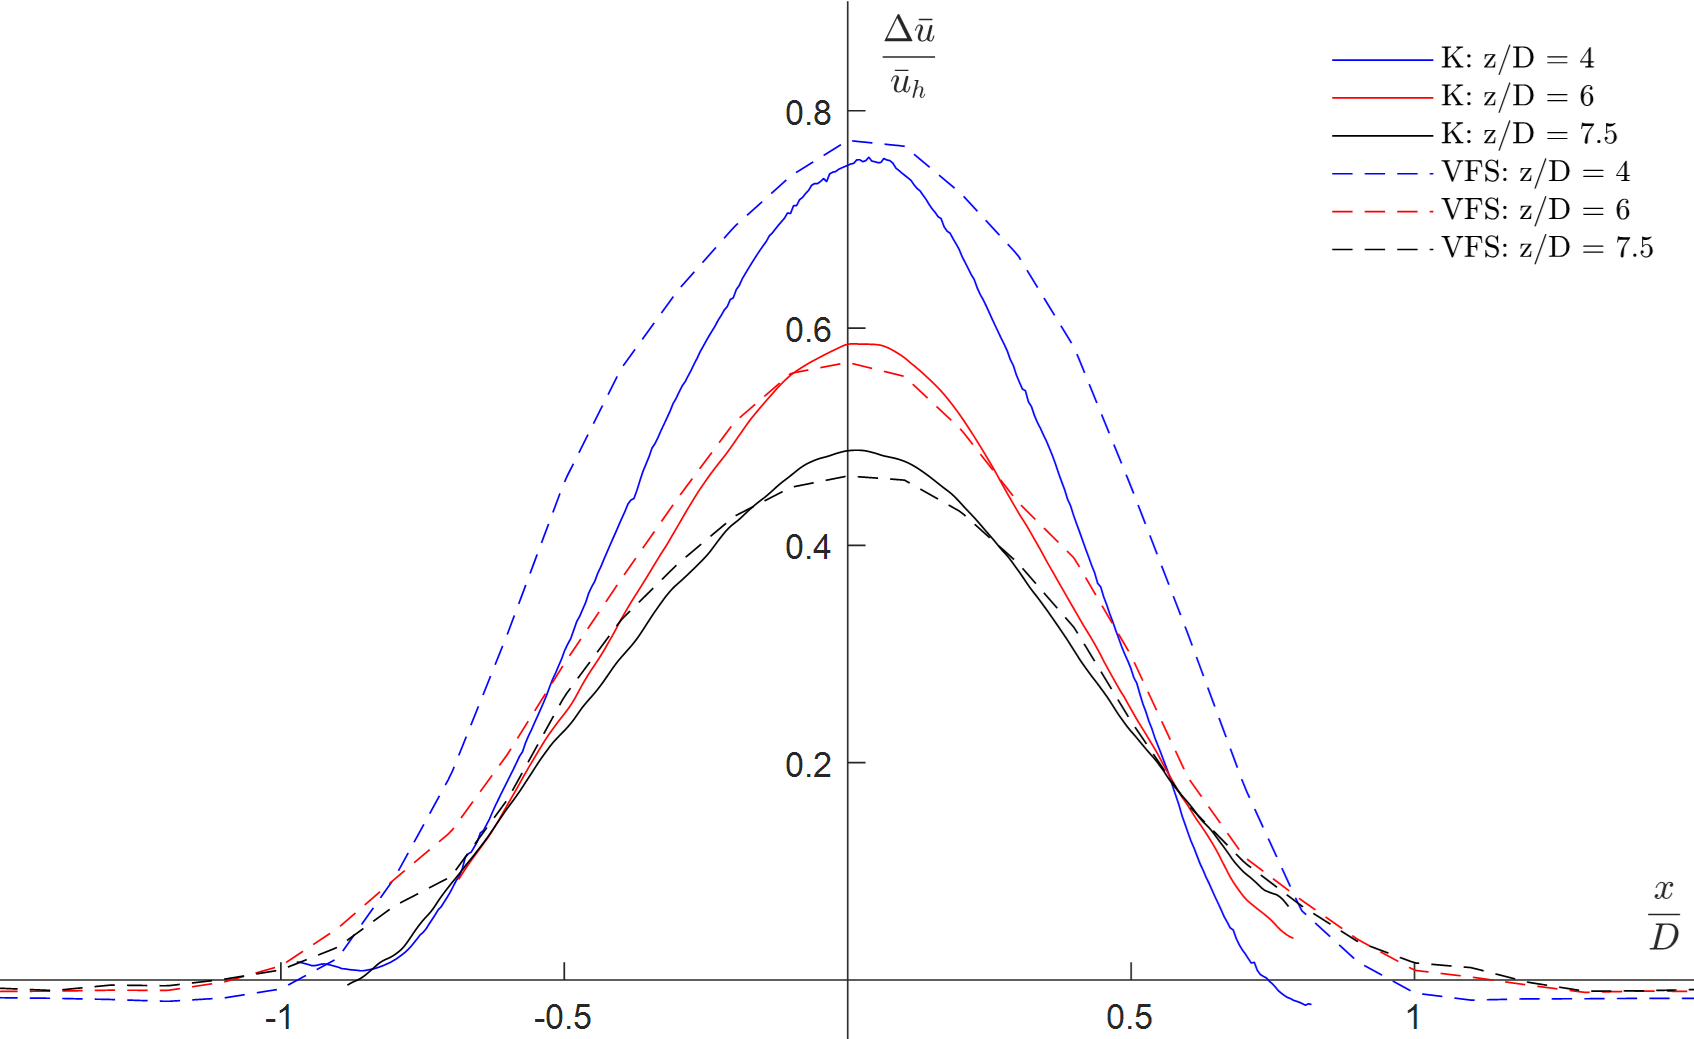 Δū
ū_h
K: z/D = 4
K: z/D = 6
K: z/D = 7.5
VFS: z/D = 4
VFS: z/D = 6
VFS: z/D = 7.5
0.8
0.6
0.4
0.2
x
D
-1
-0.5
0.5
1